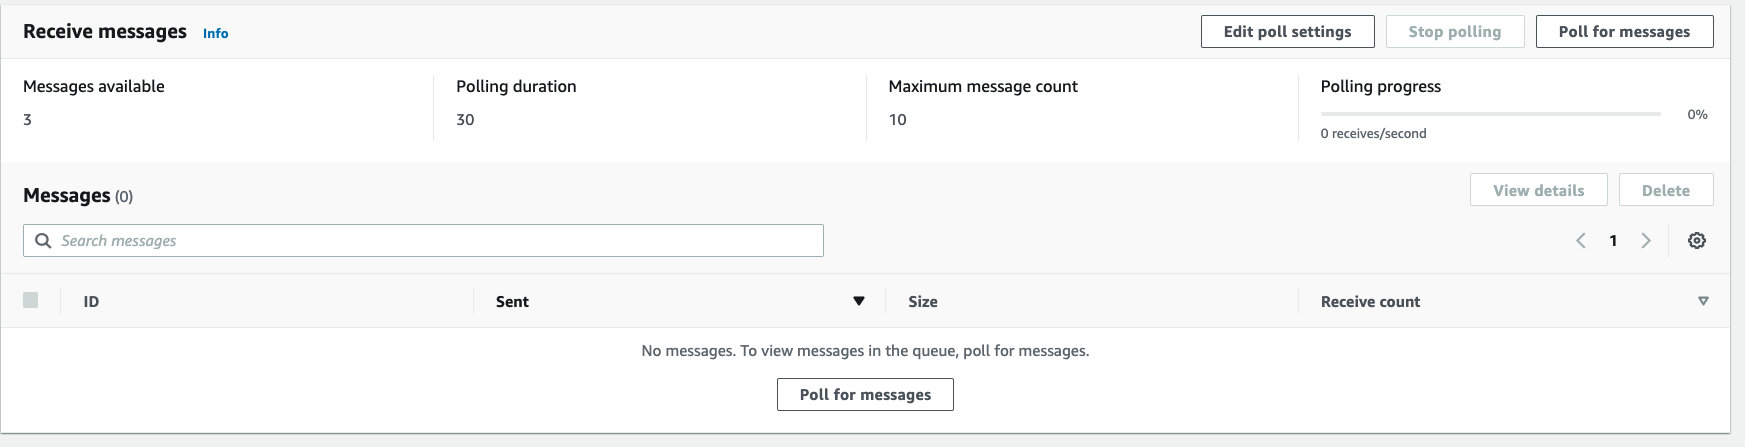 Receive messages Info Edit poll settings Stop polling Poll for messages
Messages available Polling duration Maximum message count Polling progress
3 30 10 0%
0 receives/second
Messages (0) View details Delete
Search messages 1
ID Sent Size Receive count
No messages. To view messages in the queue, poll for messages.
Poll for messages